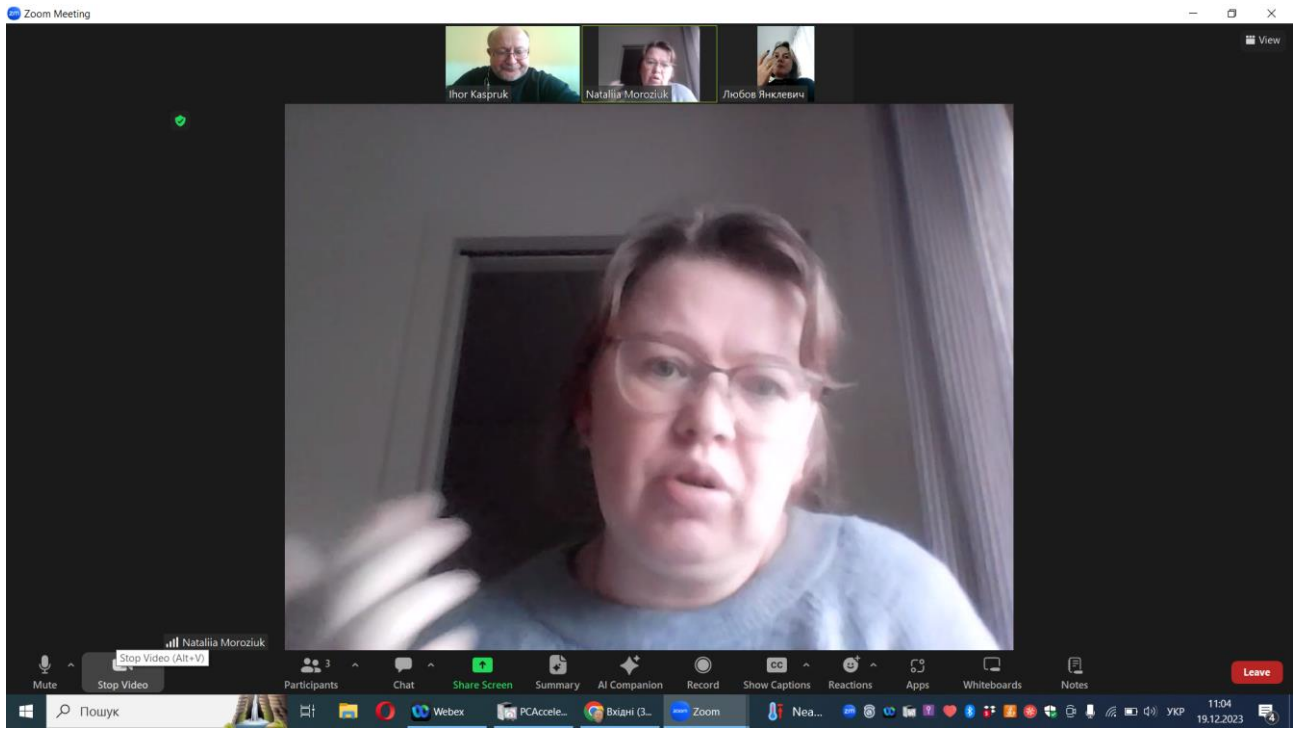 Zoom Meeting
View
Ihor Kaspruk
Nataliia Moroziuk
Любов Янклевич
Nataliia Moroziuk
Stop Video (Alt+V)
3
CC
Mute
Stop Video
Participants
Chat
Share Screen
Summary
AI Companion
Record
Show Captions
Reactions
Apps
Whiteboards
Notes
Leave
Пошук
Webex
PCAccele...
Вхідні (3...
Zoom
Nea...
УКР
11:04
19.12.2023
4